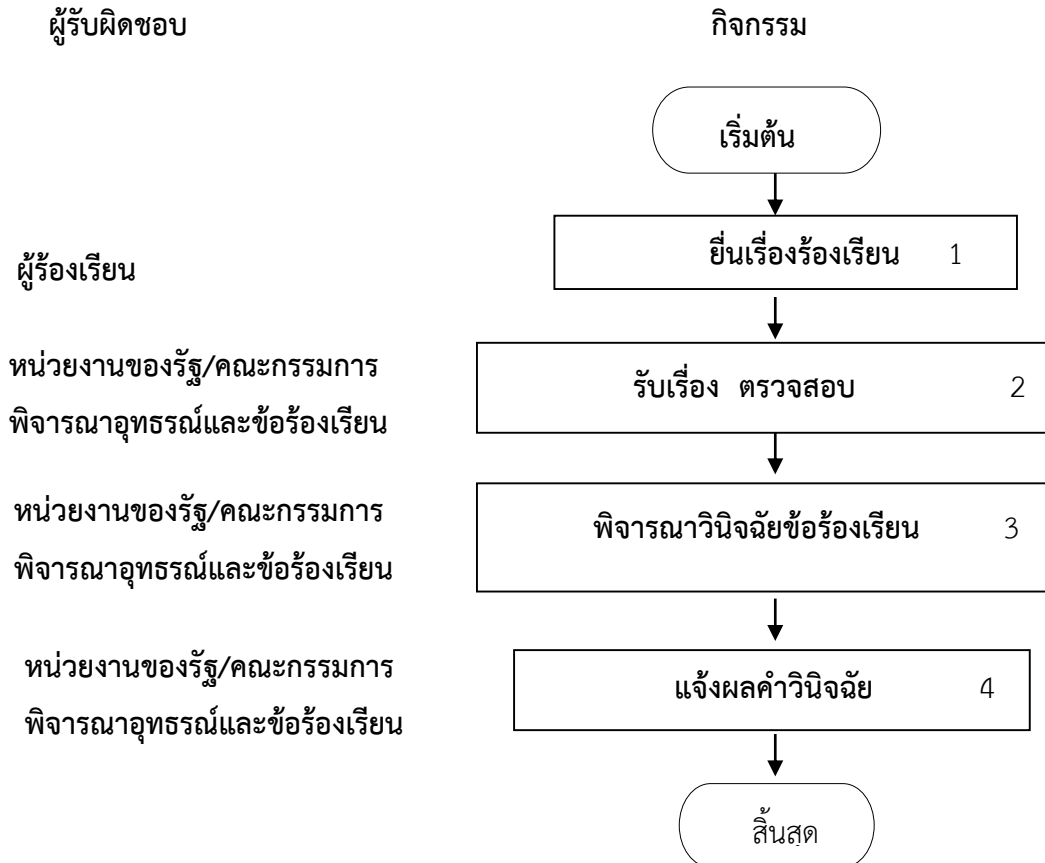 ผู้รับผิดชอบ กิจกรรม
เริ่มต้น
ยื่นเรื่องร้องเรียน 1
ผู้ร้องเรียน
หน่วยงานของรัฐ/คณะกรรมการ
พิจารณาอุทธรณ์และข้อร้องเรียน
รับเรื่อง ตรวจสอบ 2
หน่วยงานของรัฐ/คณะกรรมการ
พิจารณาอุทธรณ์และข้อร้องเรียน
พิจารณาวินิจฉัยข้อร้องเรียน 3
หน่วยงานของรัฐ/คณะกรรมการ
พิจารณาอุทธรณ์และข้อร้องเรียน
แจ้งผลคำวินิจฉัย 4
สิ้นสุด